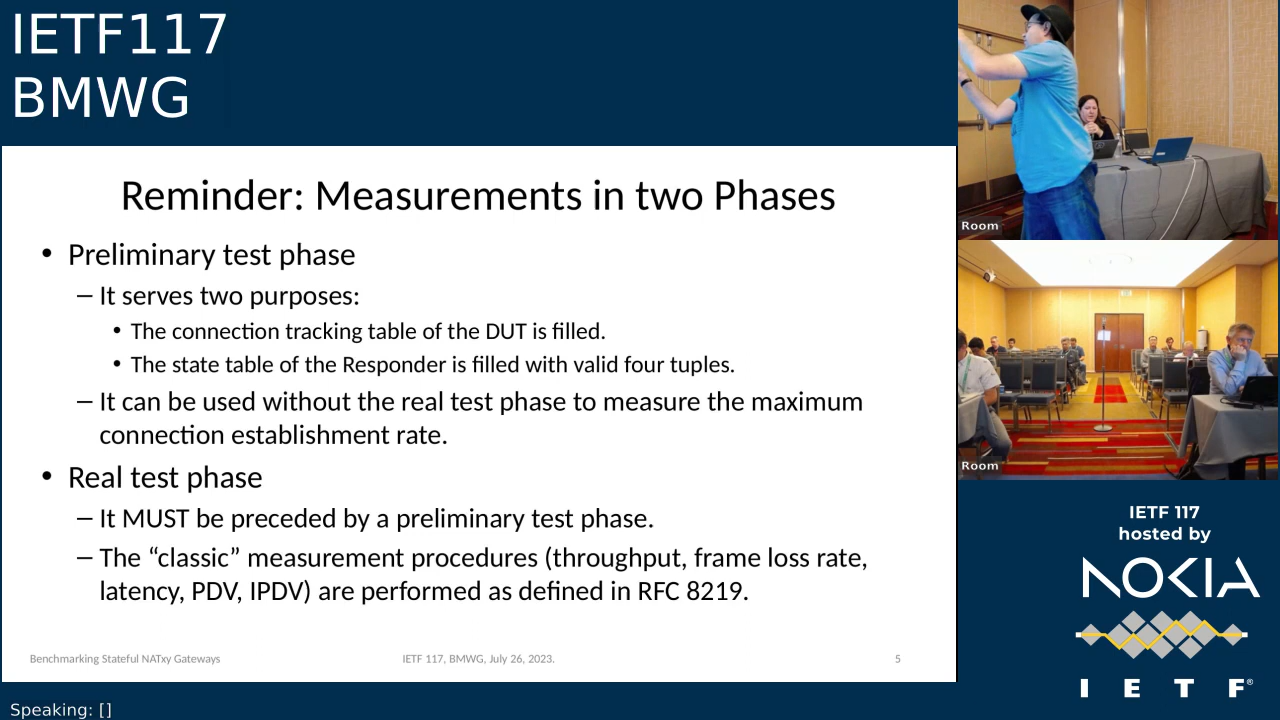 IETF117
BMWG
Reminder: Measurements in two Phases
• Preliminary test phase
– It serves two purposes:
• The connection tracking table of the DUT is filled.
• The state table of the Responder is filled with valid four tuples.
– It can be used without the real test phase to measure the maximum
connection establishment rate.
• Real test phase
– It MUST be preceded by a preliminary test phase.
– The “classic” measurement procedures (throughput, frame loss rate,
latency, PDV, IPDV) are performed as defined in RFC 8219.
Benchmarking Stateful NATxy Gateways
IETF 117, BMWG, July 26, 2023.
5
Speaking: []
Room
Room
IETF 117
hosted by
NOKIA
IETF®